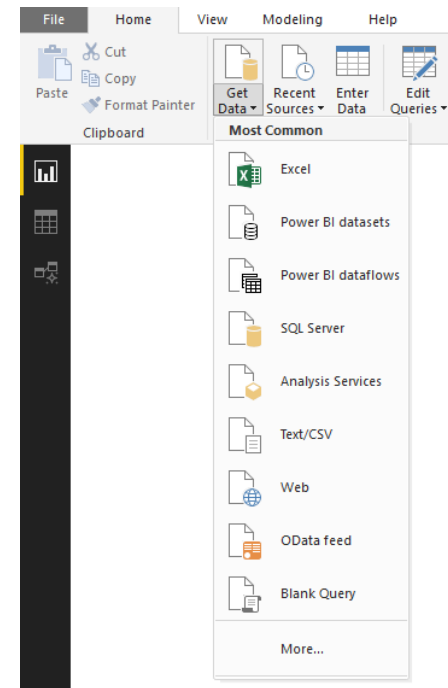 File Home View Modeling Help
Cut
Copy
Format Painter
Paste
Clipboard
Get Data
Recent Sources
Enter Data
Edit Queries
Most Common
Excel
Power BI datasets
Power BI dataflows
SQL Server
Analysis Services
Text/CSV
Web
OData feed
Blank Query
More...